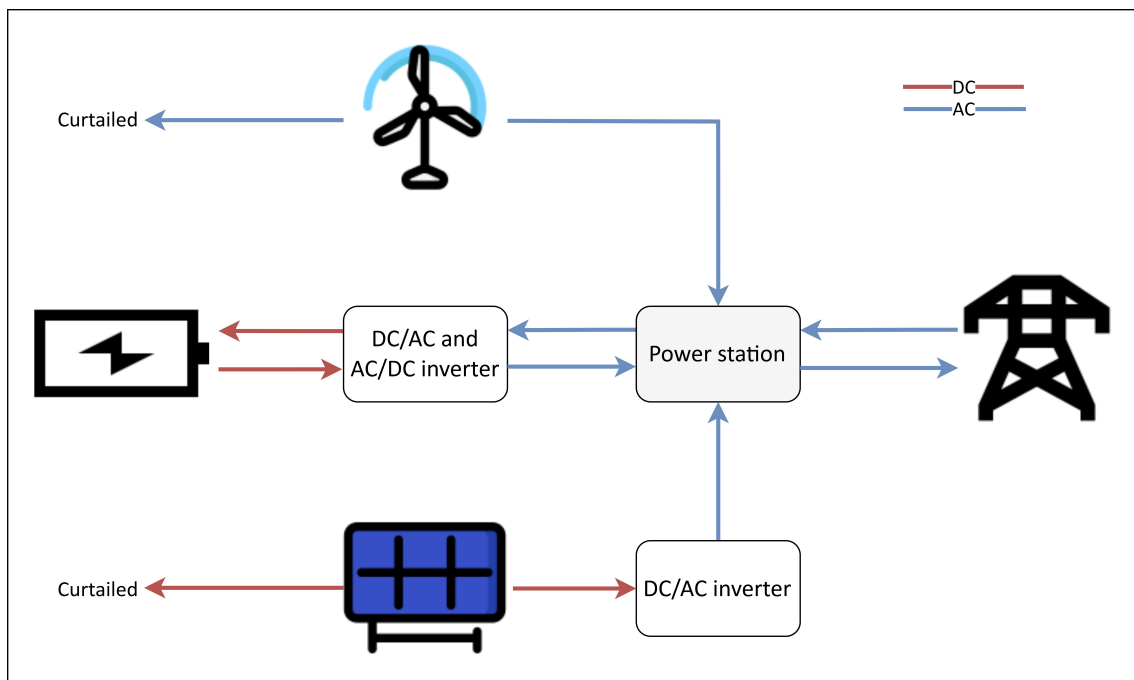 DC
AC
Curtailed
DC/AC and
AC/DC inverter
Power station
Curtailed
DC/AC inverter